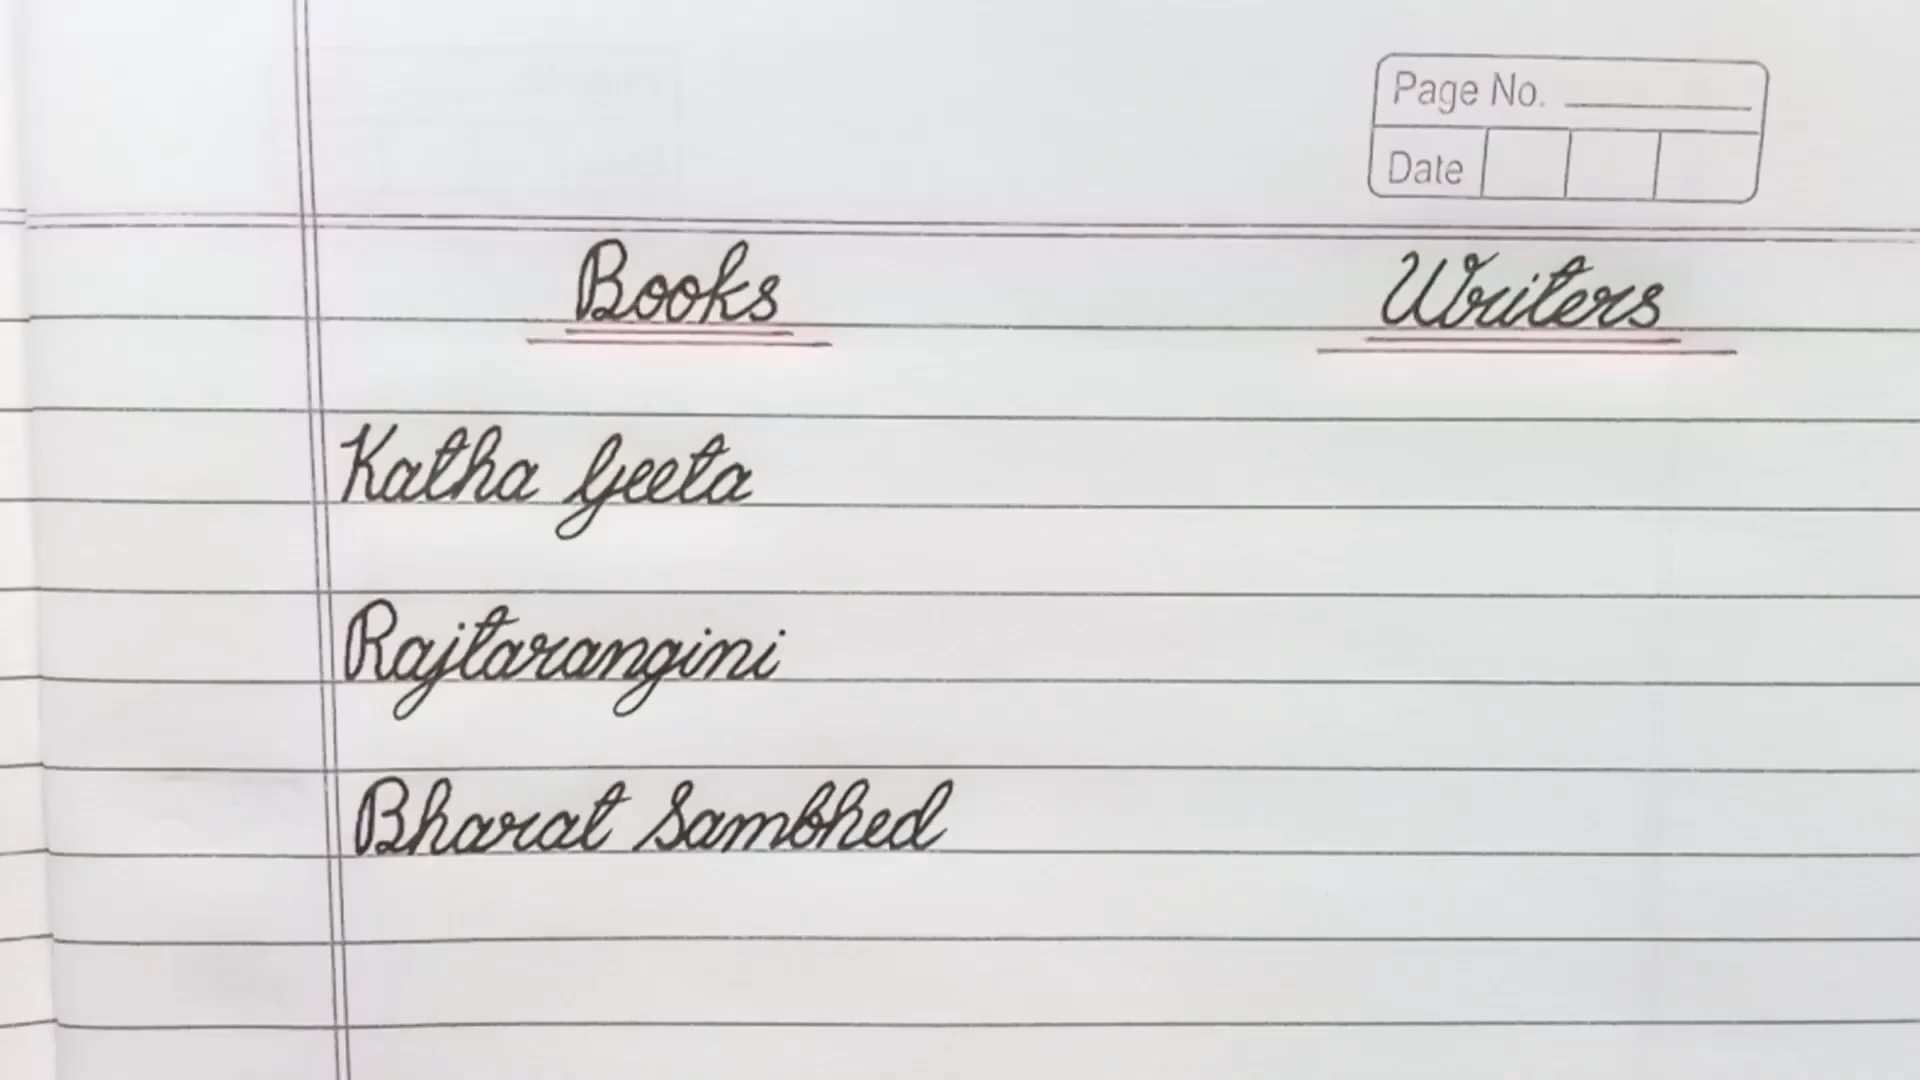 Page No.
Date
Books Writers
Katha Geeta
Rajtarangini
Bharat Sambhed